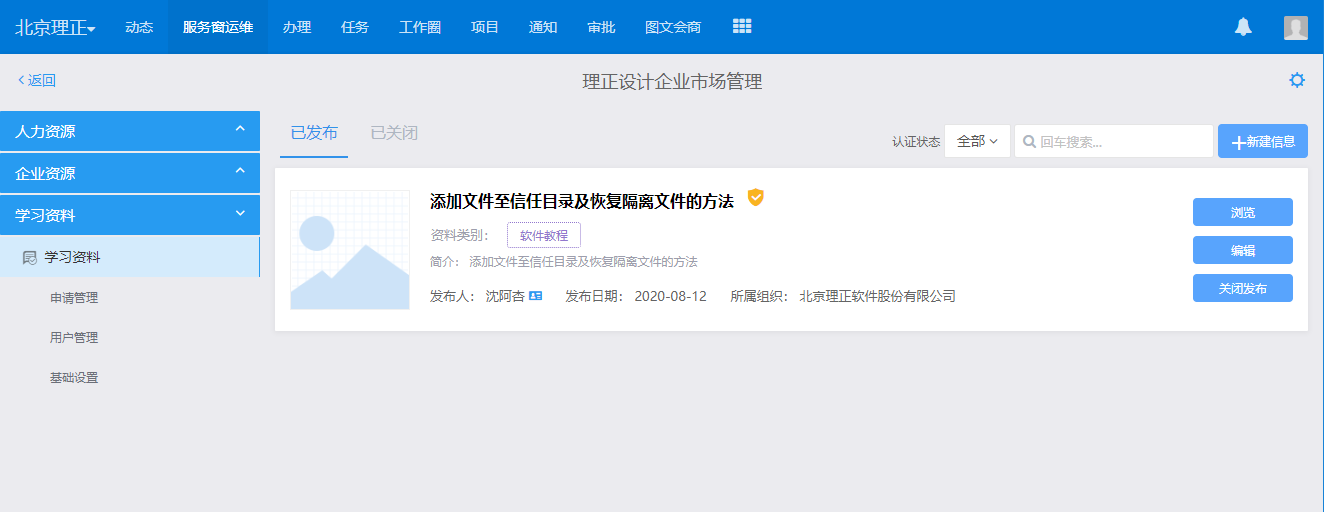 北京理正 动态 服务窗运维 办理 任务 工作圈 项目 通知 审批 图文会商
返回 理正设计企业市场管理
人力资源
企业资源
学习资料
学习资料
申请管理
用户管理
基础设置
已发布 已关闭 认证状态 全部 回车搜索... 新建信息
添加文件至信任目录及恢复隔离文件的方法
资料类别： 软件教程
简介： 添加文件至信任目录及恢复隔离文件的方法
发布人： 沈阿杏 发布日期： 2020-08-12 所属组织： 北京理正软件股份有限公司
浏览
编辑
关闭发布